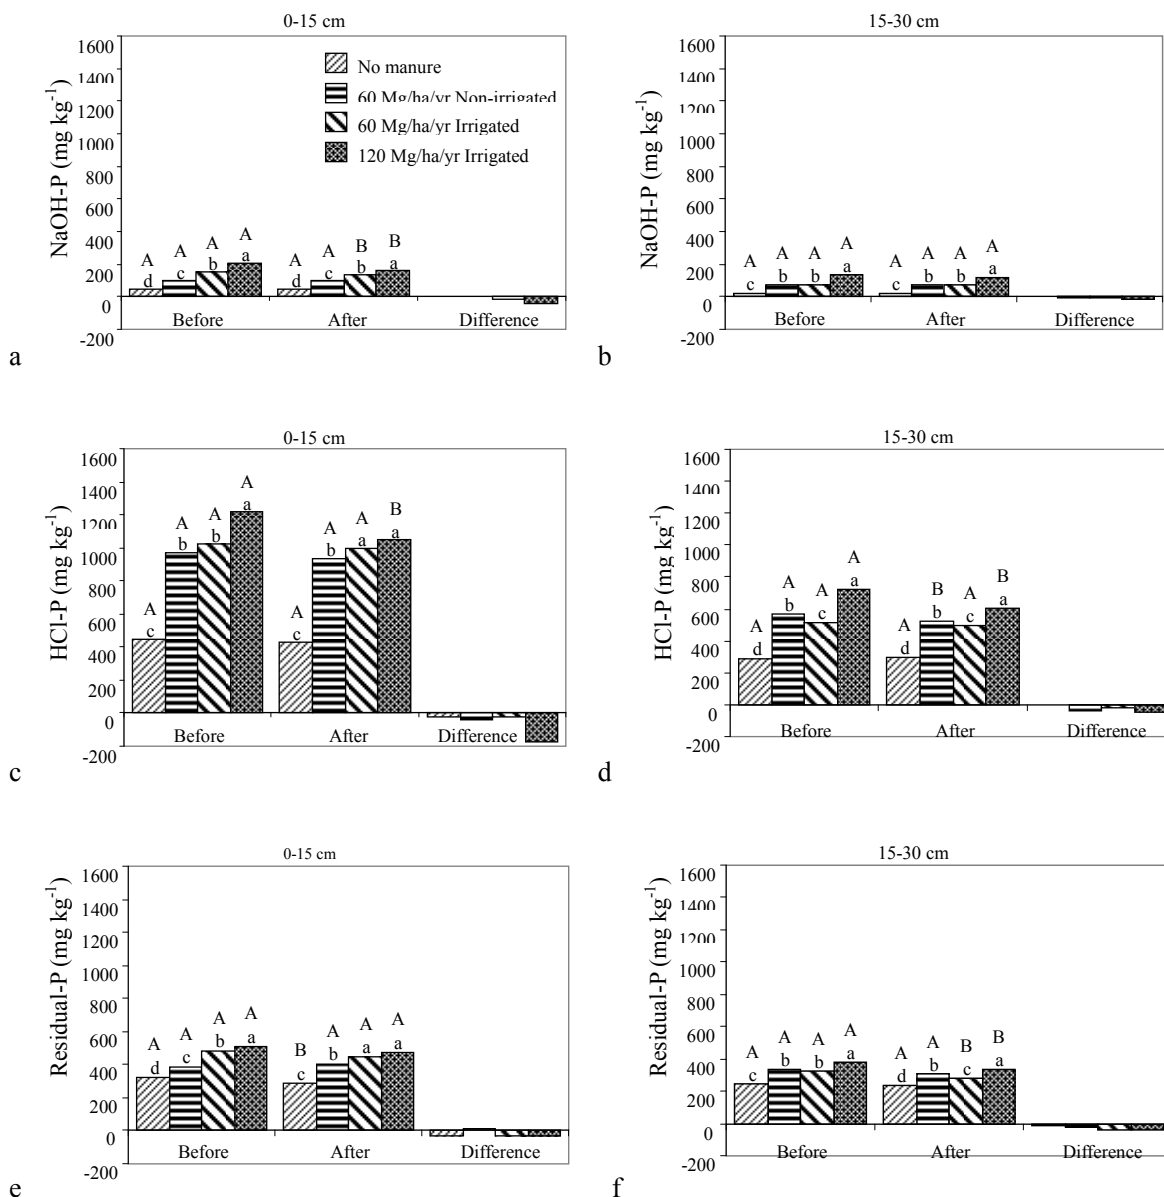 0-15 cm
1600
1400
1200
1000
800
600
400
200
0
-200
NaOH-P (mg kg-1)
No manure
60 Mg/ha/yr Non-irrigated
60 Mg/ha/yr Irrigated
120 Mg/ha/yr Irrigated
A A A A
d c b a
A A B B
d c b a
Before After Difference
a
15-30 cm
1600
1400
1200
1000
800
600
400
200
0
-200
NaOH-P (mg kg-1)
A A A A
c b b a
A A A A
c b b a
Before After Difference
b
0-15 cm
1600
1400
1200
1000
800
600
400
200
0
-200
HCl-P (mg kg-1)
A A A A
c b b a
A A A B
c b a a
Before After Difference
c
15-30 cm
1600
1400
1200
1000
800
600
400
200
0
-200
HCl-P (mg kg-1)
A A A A
d b c a
A B A B
d b c a
Before After Difference
d
0-15 cm
1600
1400
1200
1000
800
600
400
200
0
-200
Residual-P (mg kg-1)
A A A A
d c b a
B A A A
c b a a
Before After Difference
e
15-30 cm
1600
1400
1200
1000
800
600
400
200
0
-200
Residual-P (mg kg-1)
A A A A
c b b a
A A B B
d b c a
Before After Difference
f